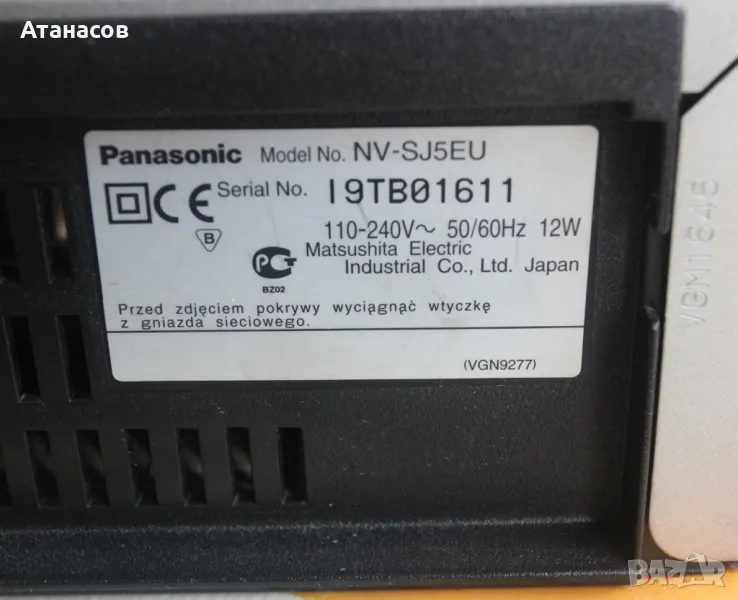 Атанасов
Panasonic Model No. NV-SJ5EU
Serial No. I9TB01611
110-240V~ 50/60Hz 12W
B
Matsushita Electric
Industrial Co., Ltd. Japan
BZ02
Przed zdjęciem pokrywy wyciągnąć wtyczkę
z gniazda sieciowego.
(VGN9277)
VGM1646
BAZAR